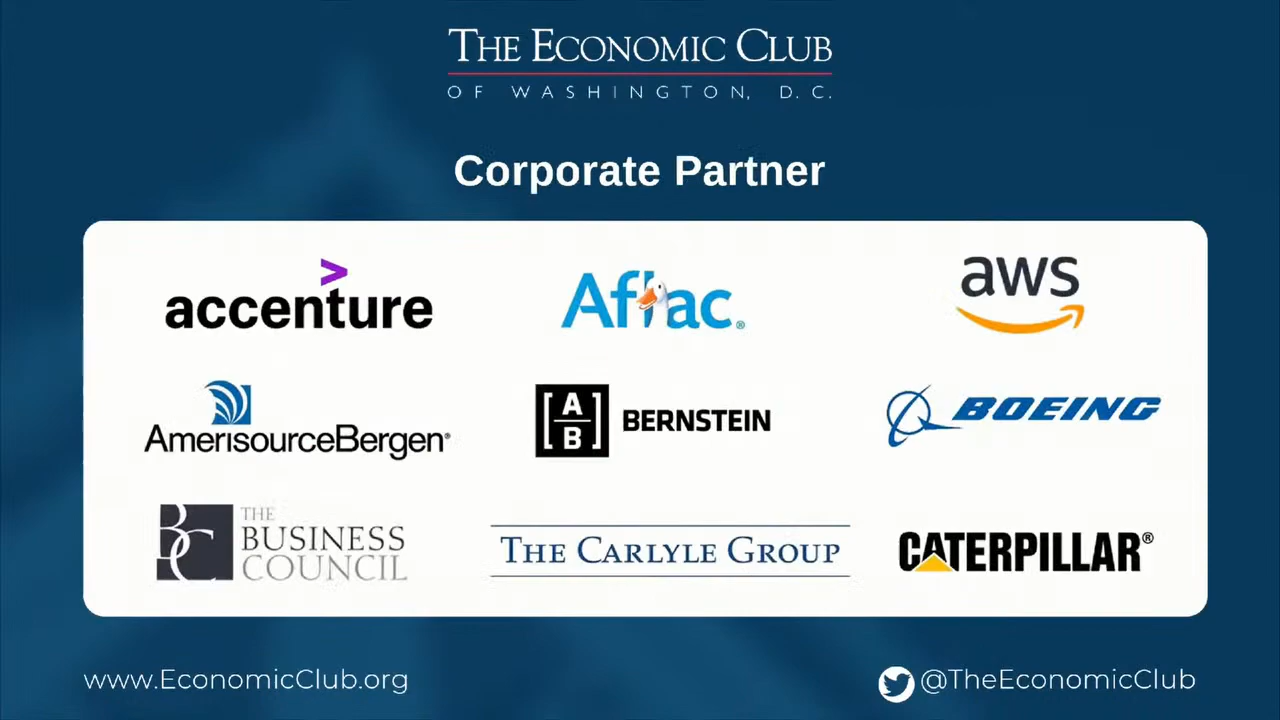 THE ECONOMIC CLUB
OF WASHINGTON, D.C.
Corporate Partner
accenture
Aflac®
aws
AmerisourceBergen®
[A
B] BERNSTEIN
BOEING
BC THE
BUSINESS
COUNCIL
THE CARLYLE GROUP
CATERPILLAR®
www.EconomicClub.org
@TheEconomicClub